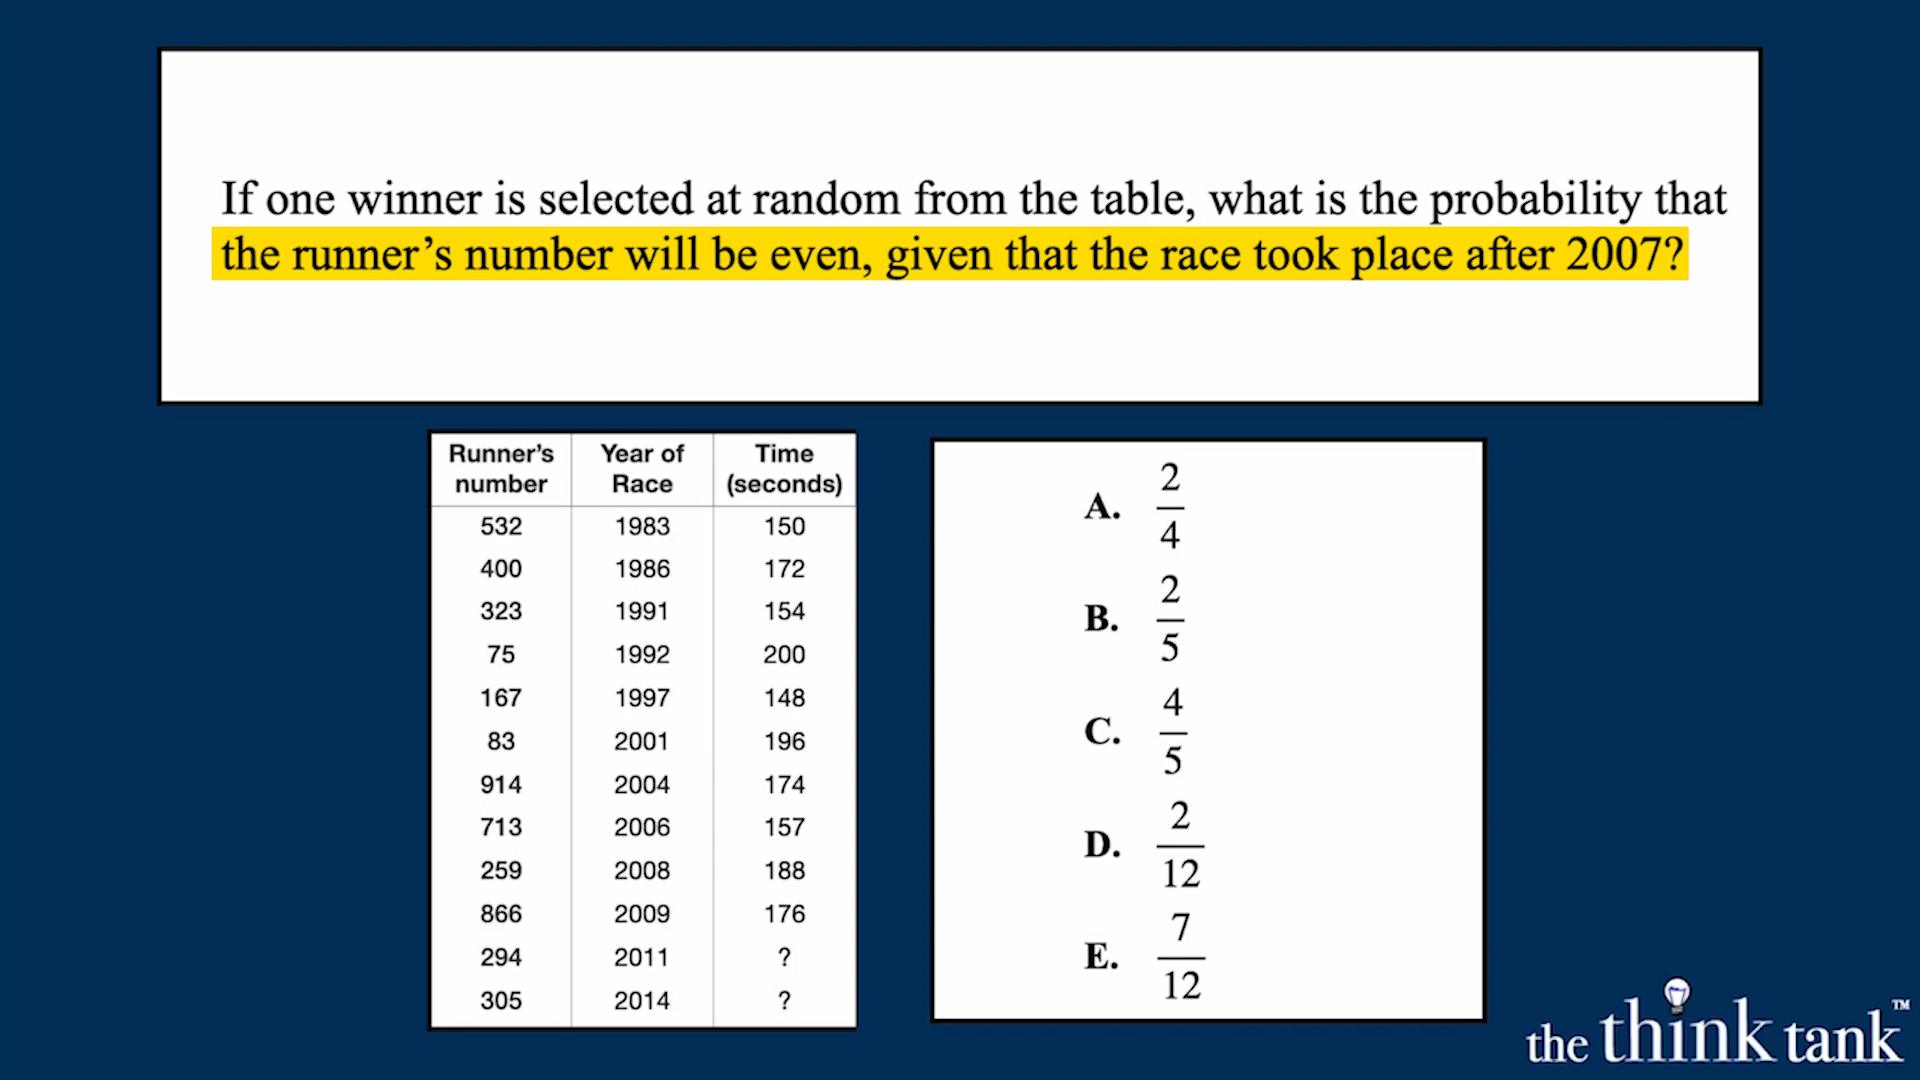 If one winner is selected at random from the table, what is the probability that
the runner’s number will be even, given that the race took place after 2007?
Runner’s number Year of Race Time (seconds)
532 1983 150
400 1986 172
323 1991 154
75 1992 200
167 1997 148
83 2001 196
914 2004 174
713 2006 157
259 2008 188
866 2009 176
294 2011 ?
305 2014 ?
A. 2/4
B. 2/5
C. 4/5
D. 2/12
E. 7/12
the think tank™